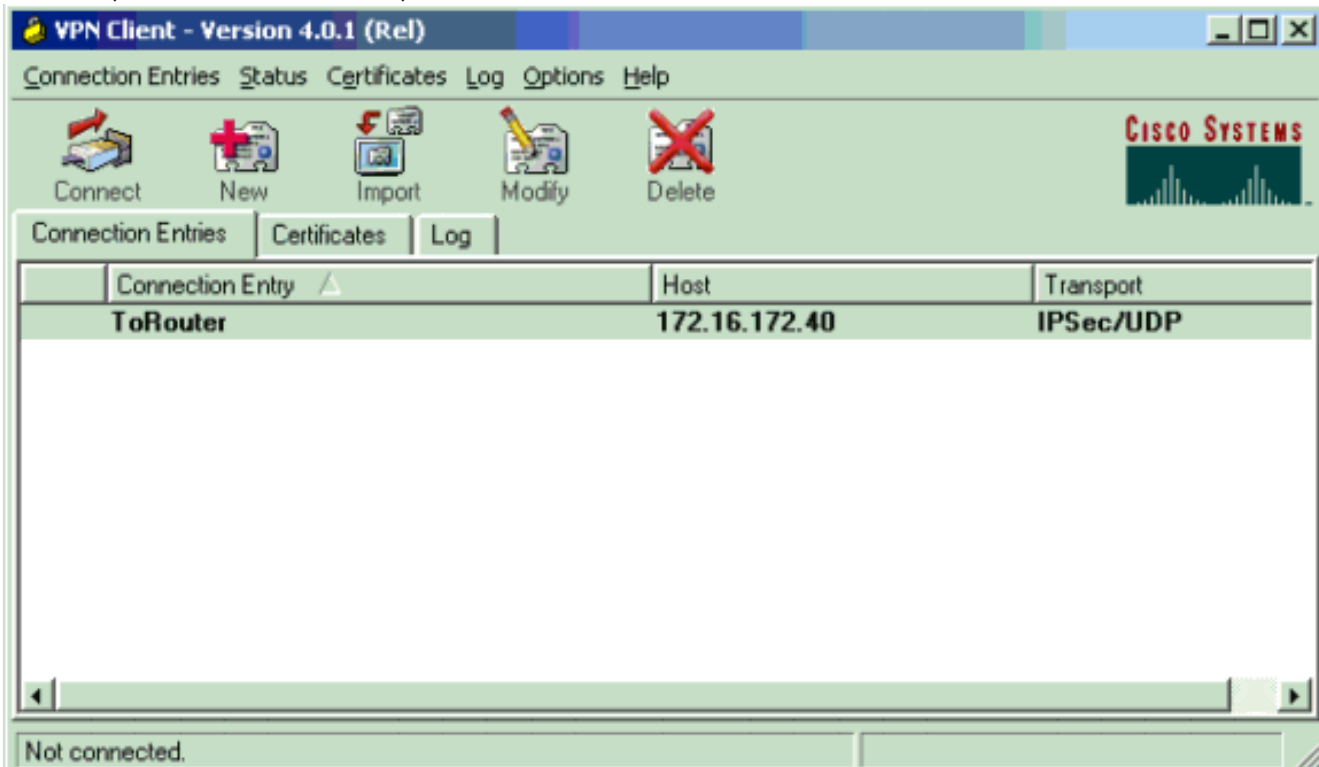 VPN Client - Version 4.0.1 (Rel)
Connection Entries Status Certificates Log Options Help
CISCO SYSTEMS
Connect New Import Modify Delete
Connection Entries Certificates Log
Connection Entry Host Transport
ToRouter 172.16.172.40 IPSec/UDP
Not connected.